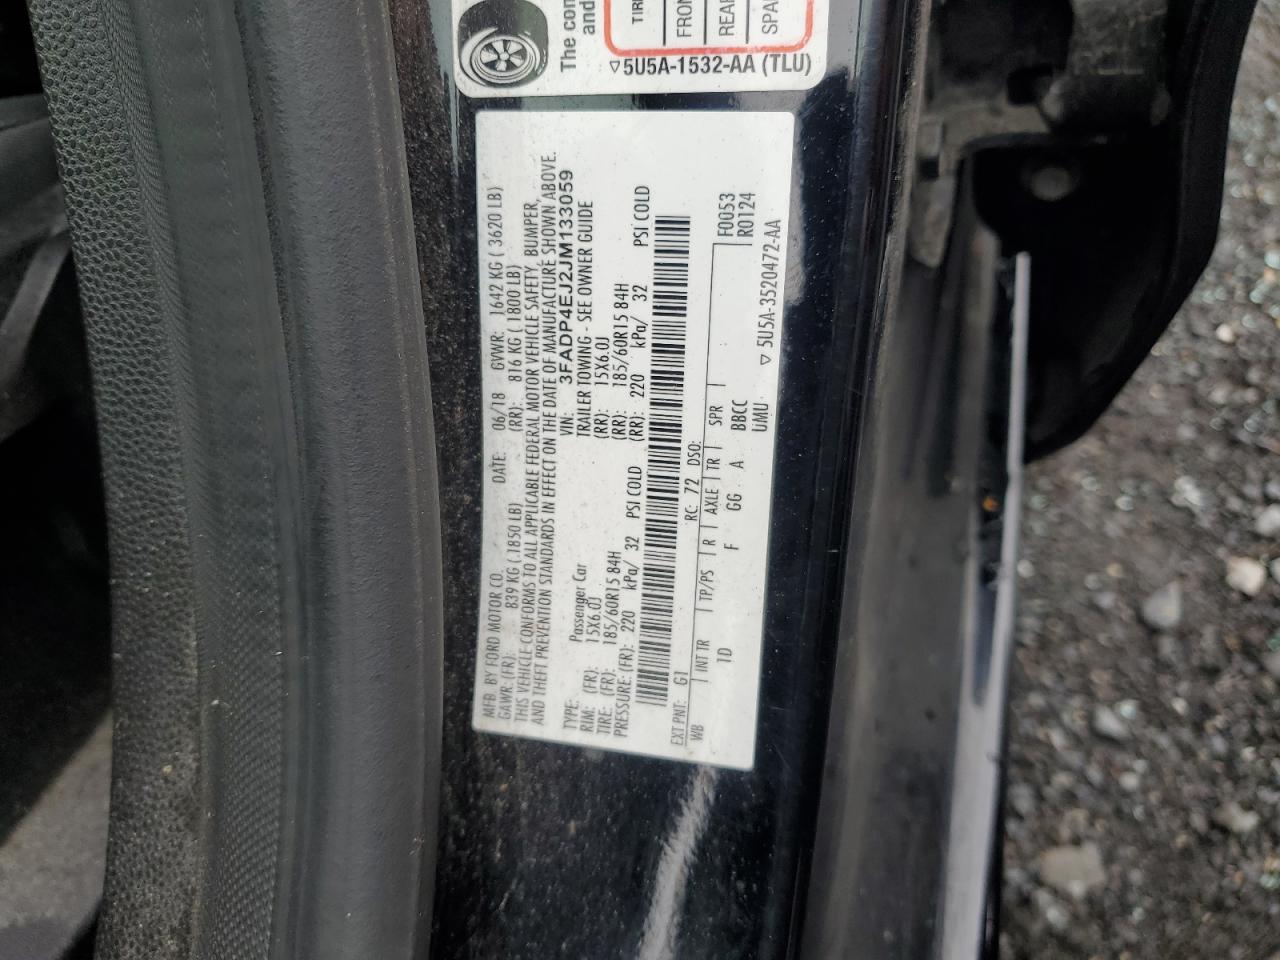 The con
and
TIRE
FRON
REAR
SPAR
▽5U5A-1532-AA (TLU)
MFD. BY FORD MOTOR CO. DATE: 06/18 GVWR: 1642 KG ( 3620 LB)
GAWR: (FR): 839 KG ( 1850 LB) (RR): 816 KG ( 1800 LB)
THIS VEHICLE CONFORMS TO ALL APPLICABLE FEDERAL MOTOR VEHICLE SAFETY, BUMPER,
AND THEFT PREVENTION STANDARDS IN EFFECT ON THE DATE OF MANUFACTURE SHOWN ABOVE.
VIN: 3FADP4EJ2JM133059
TYPE: Passenger Car TRAILER TOWING - SEE OWNER GUIDE
RIM: (FR): 15X6.0J (RR): 15X6.0J
TIRE: (FR): 185/60R15 84H (RR): 185/60R15 84H
PRESSURE: (FR): 220 kPa/ 32 PSI COLD (RR): 220 kPa/ 32 PSI COLD
EXT PNT: G1 RC: 72 DSO: F0053
WB INT TR TP/PS R AXLE TR SPR R0124
1D F GG A BBCC
UMU ▽ 5U5A-3520472-AA